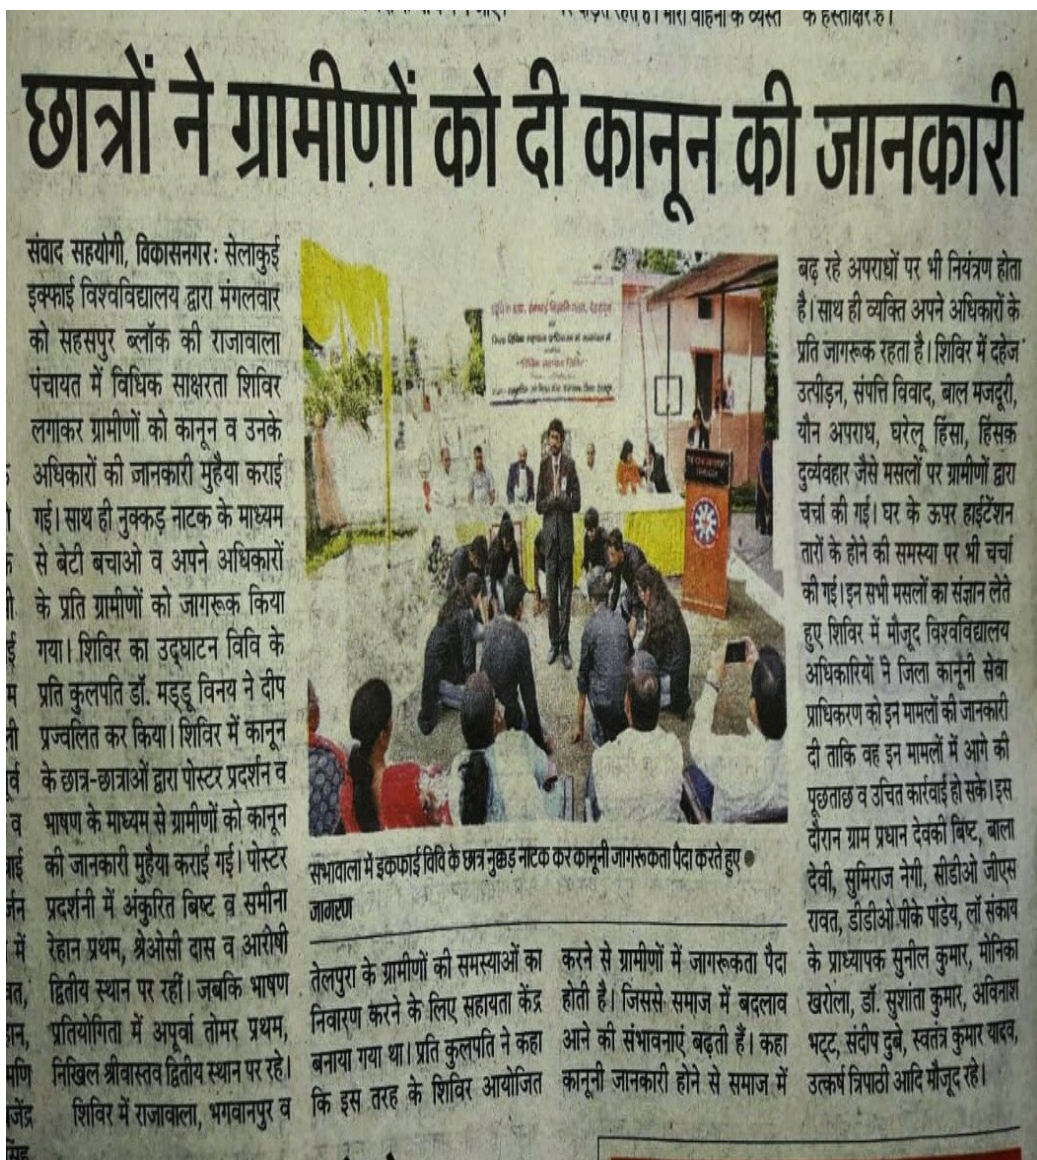 के हस्ताक्षर हैं।
छात्रों ने ग्रामीणों को दी कानून की जानकारी
संवाद सहयोगी, विकासनगर: सेलाकुई
इक्फाई विश्वविद्यालय द्वारा मंगलवार
को सहसपुर ब्लॉक की राजावाला
पंचायत में विधिक साक्षरता शिविर
लगाकर ग्रामीणों को कानून व उनके
अधिकारों की जानकारी मुहैया कराई
गई। साथ ही नुक्कड़ नाटक के माध्यम
से बेटी बचाओ व अपने अधिकारों
के प्रति ग्रामीणों को जागरूक किया
गया। शिविर का उद्घाटन विवि के
प्रति कुलपति डॉ. मड्डू विनय ने दीप
प्रज्वलित कर किया। शिविर में कानून
के छात्र-छात्राओं द्वारा पोस्टर प्रदर्शन व
भाषण के माध्यम से ग्रामीणों को कानून
की जानकारी मुहैया कराई गई। पोस्टर
प्रदर्शनी में अंकुरित बिष्ट व समीना
रेहान प्रथम, श्रेओसी दास व आरीषी
द्वितीय स्थान पर रहीं। जबकि भाषण
प्रतियोगिता में अपूर्वा तोमर प्रथम,
निखिल श्रीवास्तव द्वितीय स्थान पर रहे।
शिविर में राजावाला, भगवानपुर व
सभावाला में इकफाई विवि के छात्र नुक्कड़ नाटक कर कानूनी जागरूकता पैदा करते हुए ●
जागरण
तेलपुरा के ग्रामीणों की समस्याओं का
निवारण करने के लिए सहायता केंद्र
बनाया गया था। प्रति कुलपति ने कहा
कि इस तरह के शिविर आयोजित
करने से ग्रामीणों में जागरूकता पैदा
होती है। जिससे समाज में बदलाव
आने की संभावनाएं बढ़ती हैं। कहा
कानूनी जानकारी होने से समाज में
बढ़ रहे अपराधों पर भी नियंत्रण होता
है। साथ ही व्यक्ति अपने अधिकारों के
प्रति जागरूक रहता है। शिविर में दहेज
उत्पीड़न, संपत्ति विवाद, बाल मजदूरी,
यौन अपराध, घरेलू हिंसा, हिंसक
दुर्व्यवहार जैसे मसलों पर ग्रामीणों द्वारा
चर्चा की गई। घर के ऊपर हाईटेंशन
तारों के होने की समस्या पर भी चर्चा
की गई। इन सभी मसलों का संज्ञान लेते
हुए शिविर में मौजूद विश्वविद्यालय
अधिकारियों ने जिला कानूनी सेवा
प्राधिकरण को इन मामलों की जानकारी
दी ताकि वह इन मामलों में आगे की
पूछताछ व उचित कार्रवाई हो सके। इस
दौरान ग्राम प्रधान देवकी बिष्ट, बाला
देवी, सुमिराज नेगी, सीडीओ जीएस
रावत, डीडीओ पीके पांडेय, लॉ संकाय
के प्राध्यापक सुनील कुमार, मोनिका
खरोला, डॉ. सुशांता कुमार, अविनाश
भट्ट, संदीप दुबे, स्वतंत्र कुमार यादव,
उत्कर्ष त्रिपाठी आदि मौजूद रहे।